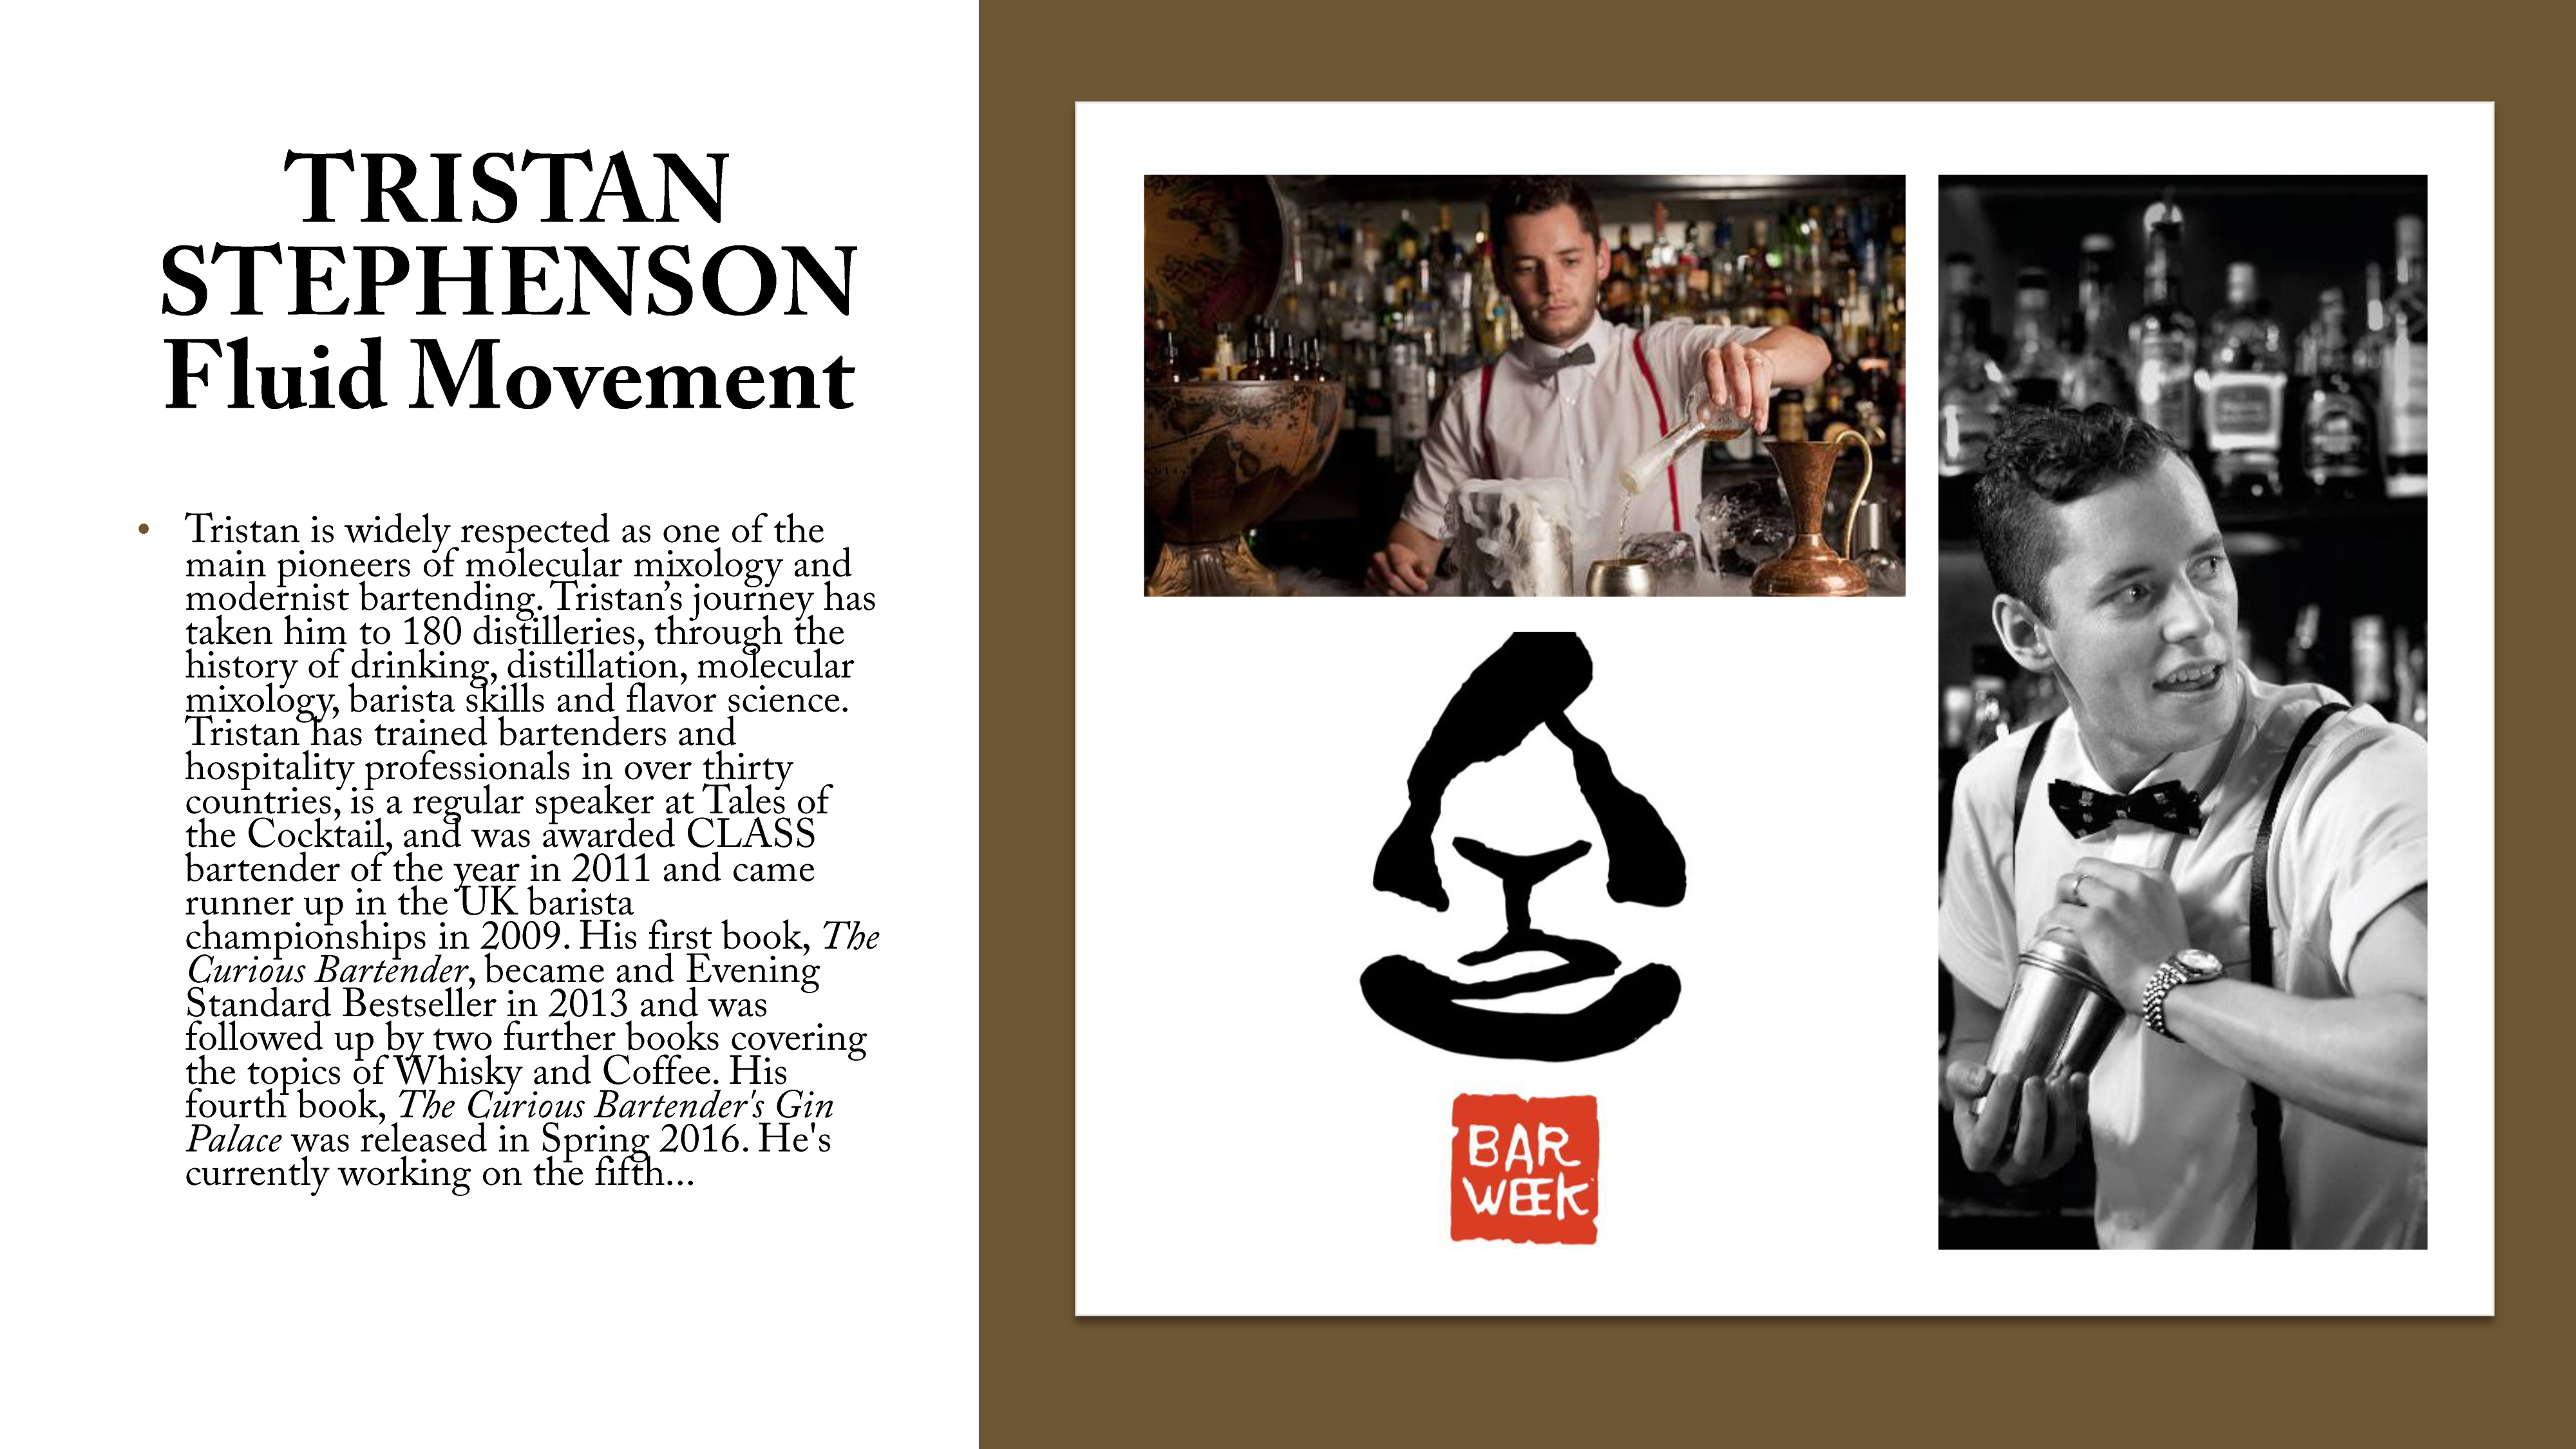 TRISTAN
STEPHENSON
Fluid Movement
• Tristan is widely respected as one of the
main pioneers of molecular mixology and
modernist bartending. Tristan’s journey has
taken him to 180 distilleries, through the
history of drinking, distillation, molecular
mixology, barista skills and flavor science.
Tristan has trained bartenders and
hospitality professionals in over thirty
countries, is a regular speaker at Tales of
the Cocktail, and was awarded CLASS
bartender of the year in 2011 and came
runner up in the UK barista
championships in 2009. His first book, The
Curious Bartender, became and Evening
Standard Bestseller in 2013 and was
followed up by two further books covering
the topics of Whisky and Coffee. His
fourth book, The Curious Bartender's Gin
Palace was released in Spring 2016. He's
currently working on the fifth...
BAR
WEEK